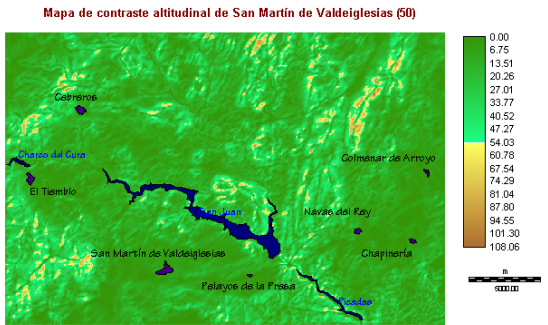 Mapa de contraste altitudinal de San Martín de Valdeiglesias (50)
Cebreros
Charco del Cura
El Tiemblo
Colmenar de Arroyo
San Juan
Navas del Rey
San Martín de Valdeiglesias
Chapinería
Pelayos de la Presa
Picadas
0.00
6.75
13.51
20.26
27.01
33.77
40.52
47.27
54.03
60.78
67.54
74.29
81.04
87.80
94.55
101.30
108.06
m
5000.00